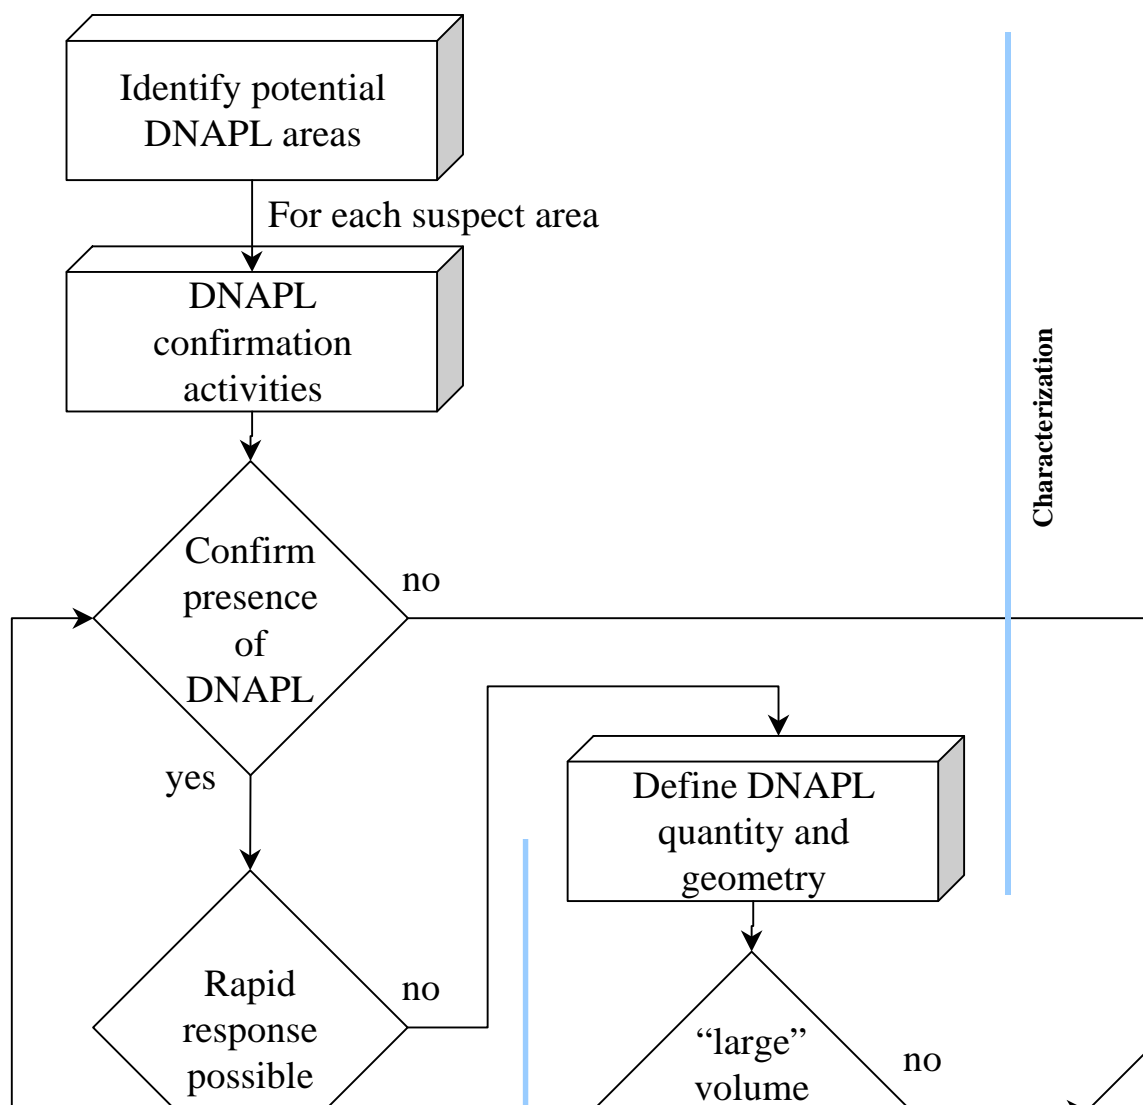 Identify potential
DNAPL areas
For each suspect area
DNAPL
confirmation
activities
Characterization
Confirm
presence
of
DNAPL
no
yes
Define DNAPL
quantity and
geometry
Rapid
response
possible
no
“large”
volume
no